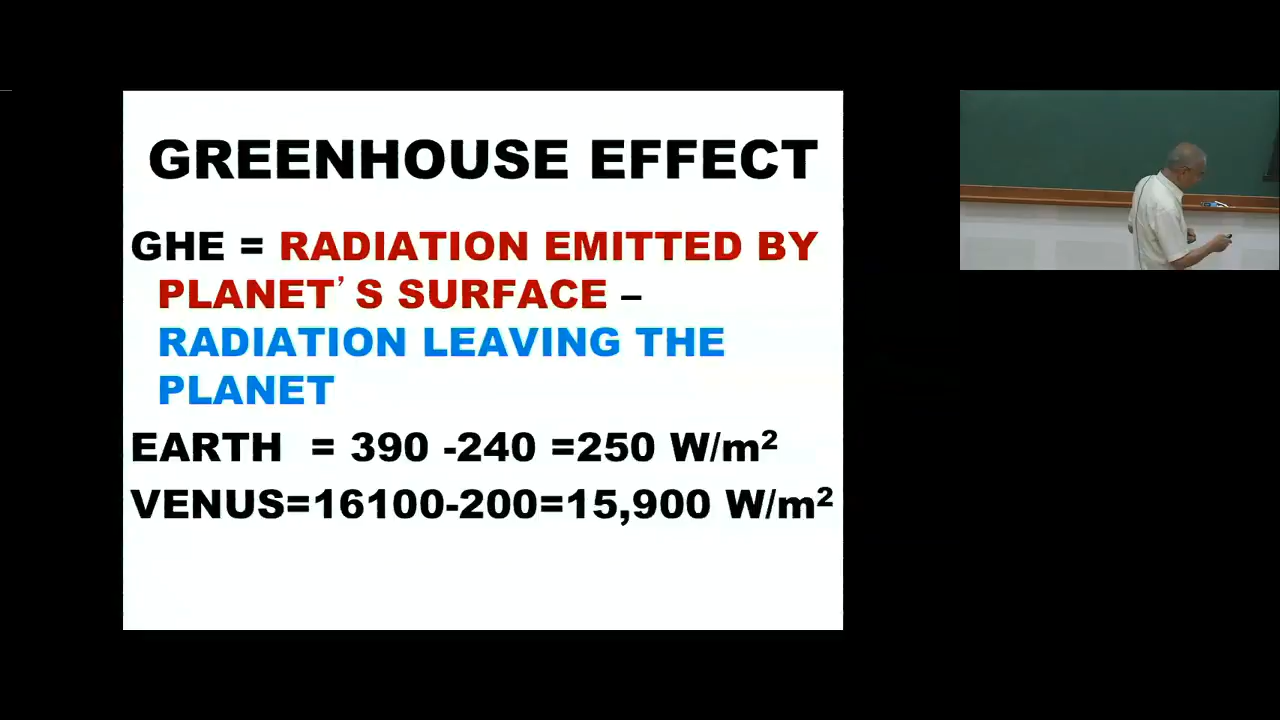 GREENHOUSE EFFECT
GHE = RADIATION EMITTED BY
PLANET’ S SURFACE –
RADIATION LEAVING THE
PLANET
EARTH = 390 -240 =250 W/m²
VENUS=16100-200=15,900 W/m²